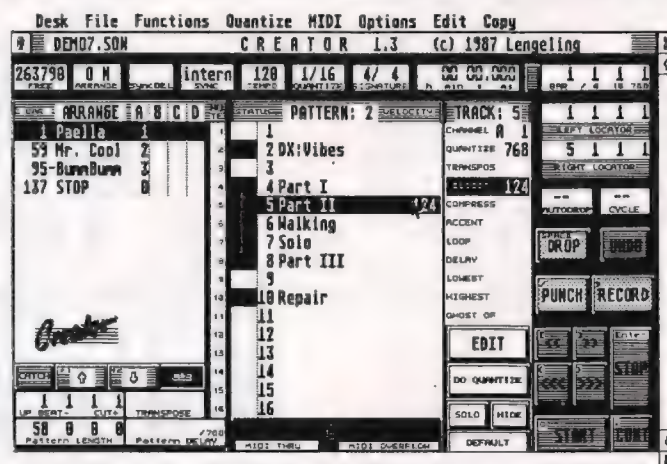 Desk File Functions Quantize MIDI Options Edit Copy
DEMO7.SON C R E A T O R 1.3 (c) 1987 Lengeling
263798 intern 120 1/16 4/ 4 00 00.000 1 1 1 1
FREE ARRANGE SYNCDEL SYNC TEMPO QUANTIZE SIGNATURE BAR
ARRANGE A B C D STATUS PATTERN: 2 VELOCITY TRACK: 5 1 1 1 1
1 Paella 1
59 Mr. Cool 2
95-BummBumm 3
137 STOP 0
1
2 DX:Vibes
3
4 Part I
5 Part II 124
6 Walking
7 Solo
8 Part III
9
10 Repair
11
12
13
14
15
16
CHANNEL A 1
QUANTIZE 768
TRANSPOS
124
COMPRESS
ACCENT
LOOP
DELAY
LOWEST
HIGHEST
GHOST OF
EDIT
DO QUANTIZE
SOLO HIDE
DEFAULT
LEFT LOCATOR
5 1 1 1
RIGHT LOCATOR
AUTODROP CYCLE
DROP UNDO
PUNCH RECORD
<< >> Enter
<<< >>> STOP
START CONT
Creator
1 1 1 1
UP BEAT+ CUT+ TRANSPOSE
58 0 0 0 /768
Pattern LENGTH Pattern DELAY
MIDI THRU MIDI OVERFLOW